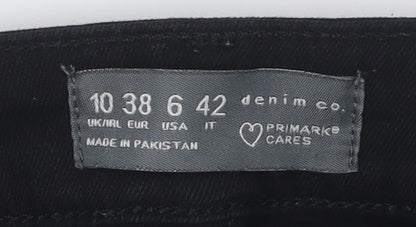 10 38 6 42 denim co.
UK/IRL EUR USA IT ♡ PRIMARK®
CARES
MADE IN PAKISTAN